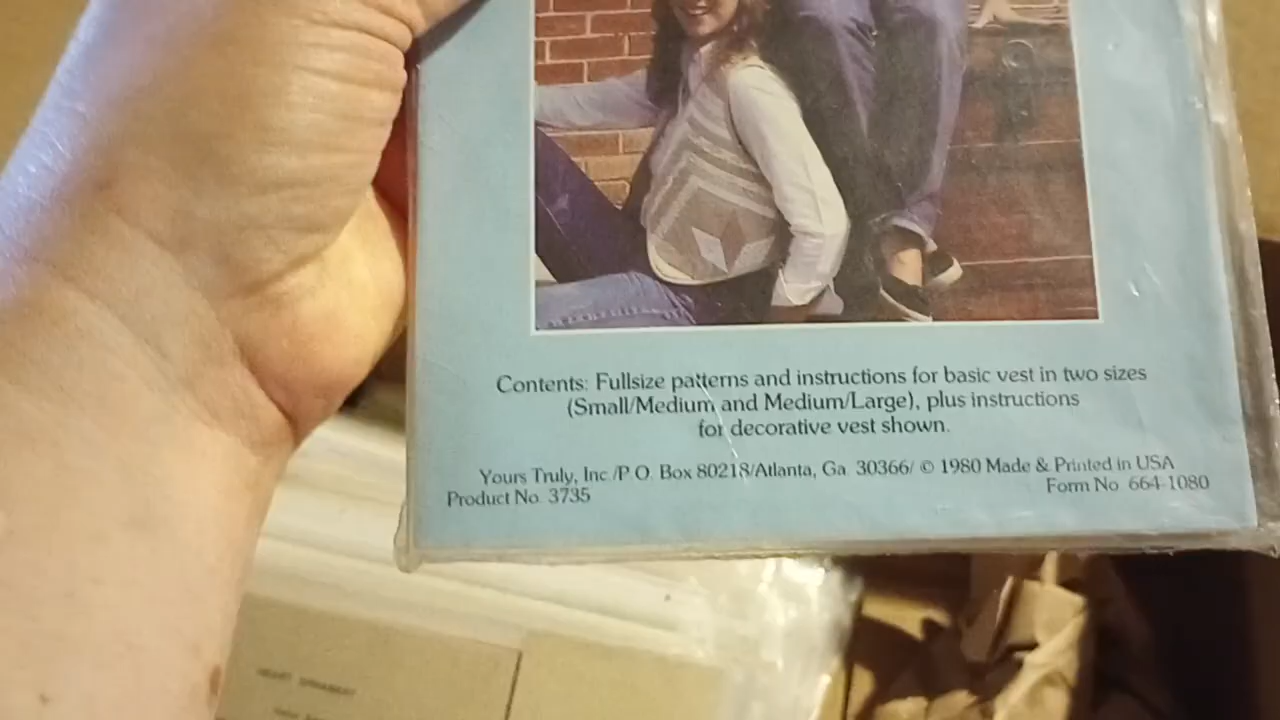 Contents: Fullsize patterns and instructions for basic vest in two sizes
(Small/Medium and Medium/Large), plus instructions
for decorative vest shown.
Yours Truly, Inc./P.O. Box 80218/Atlanta, Ga. 30366/ © 1980 Made & Printed in USA
Product No. 3735
Form No. 664-1080